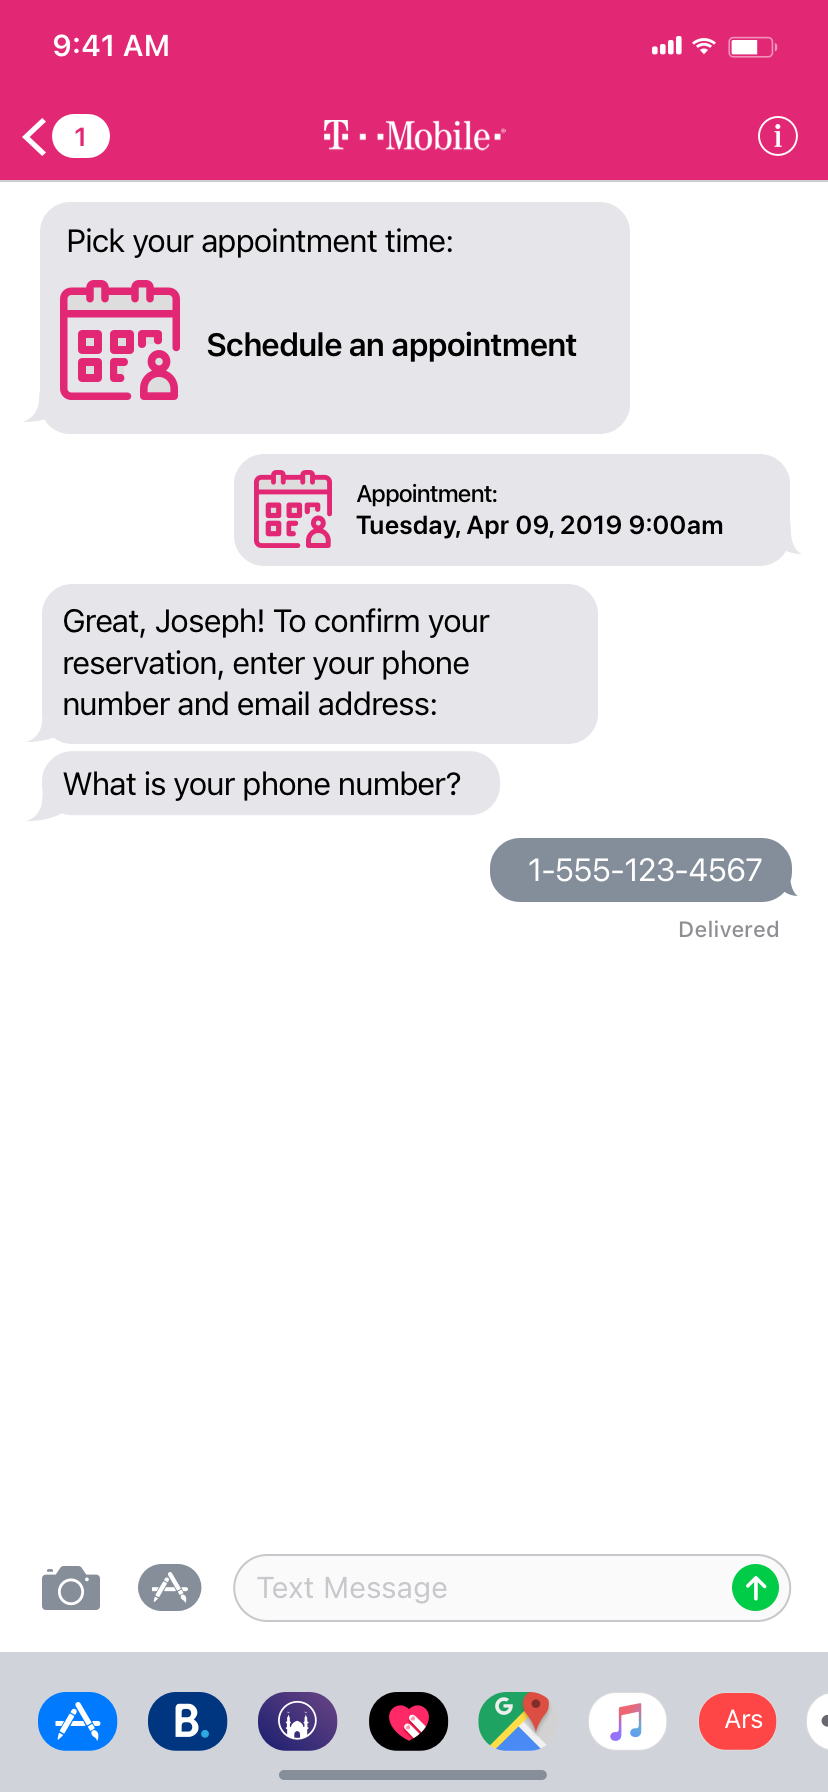 9:41 AM
1
T··Mobile·®
i
Pick your appointment time:
Schedule an appointment
Appointment:
Tuesday, Apr 09, 2019 9:00am
Great, Joseph! To confirm your
reservation, enter your phone
number and email address:
What is your phone number?
1-555-123-4567
Delivered
Text Message
B.
G
Ars